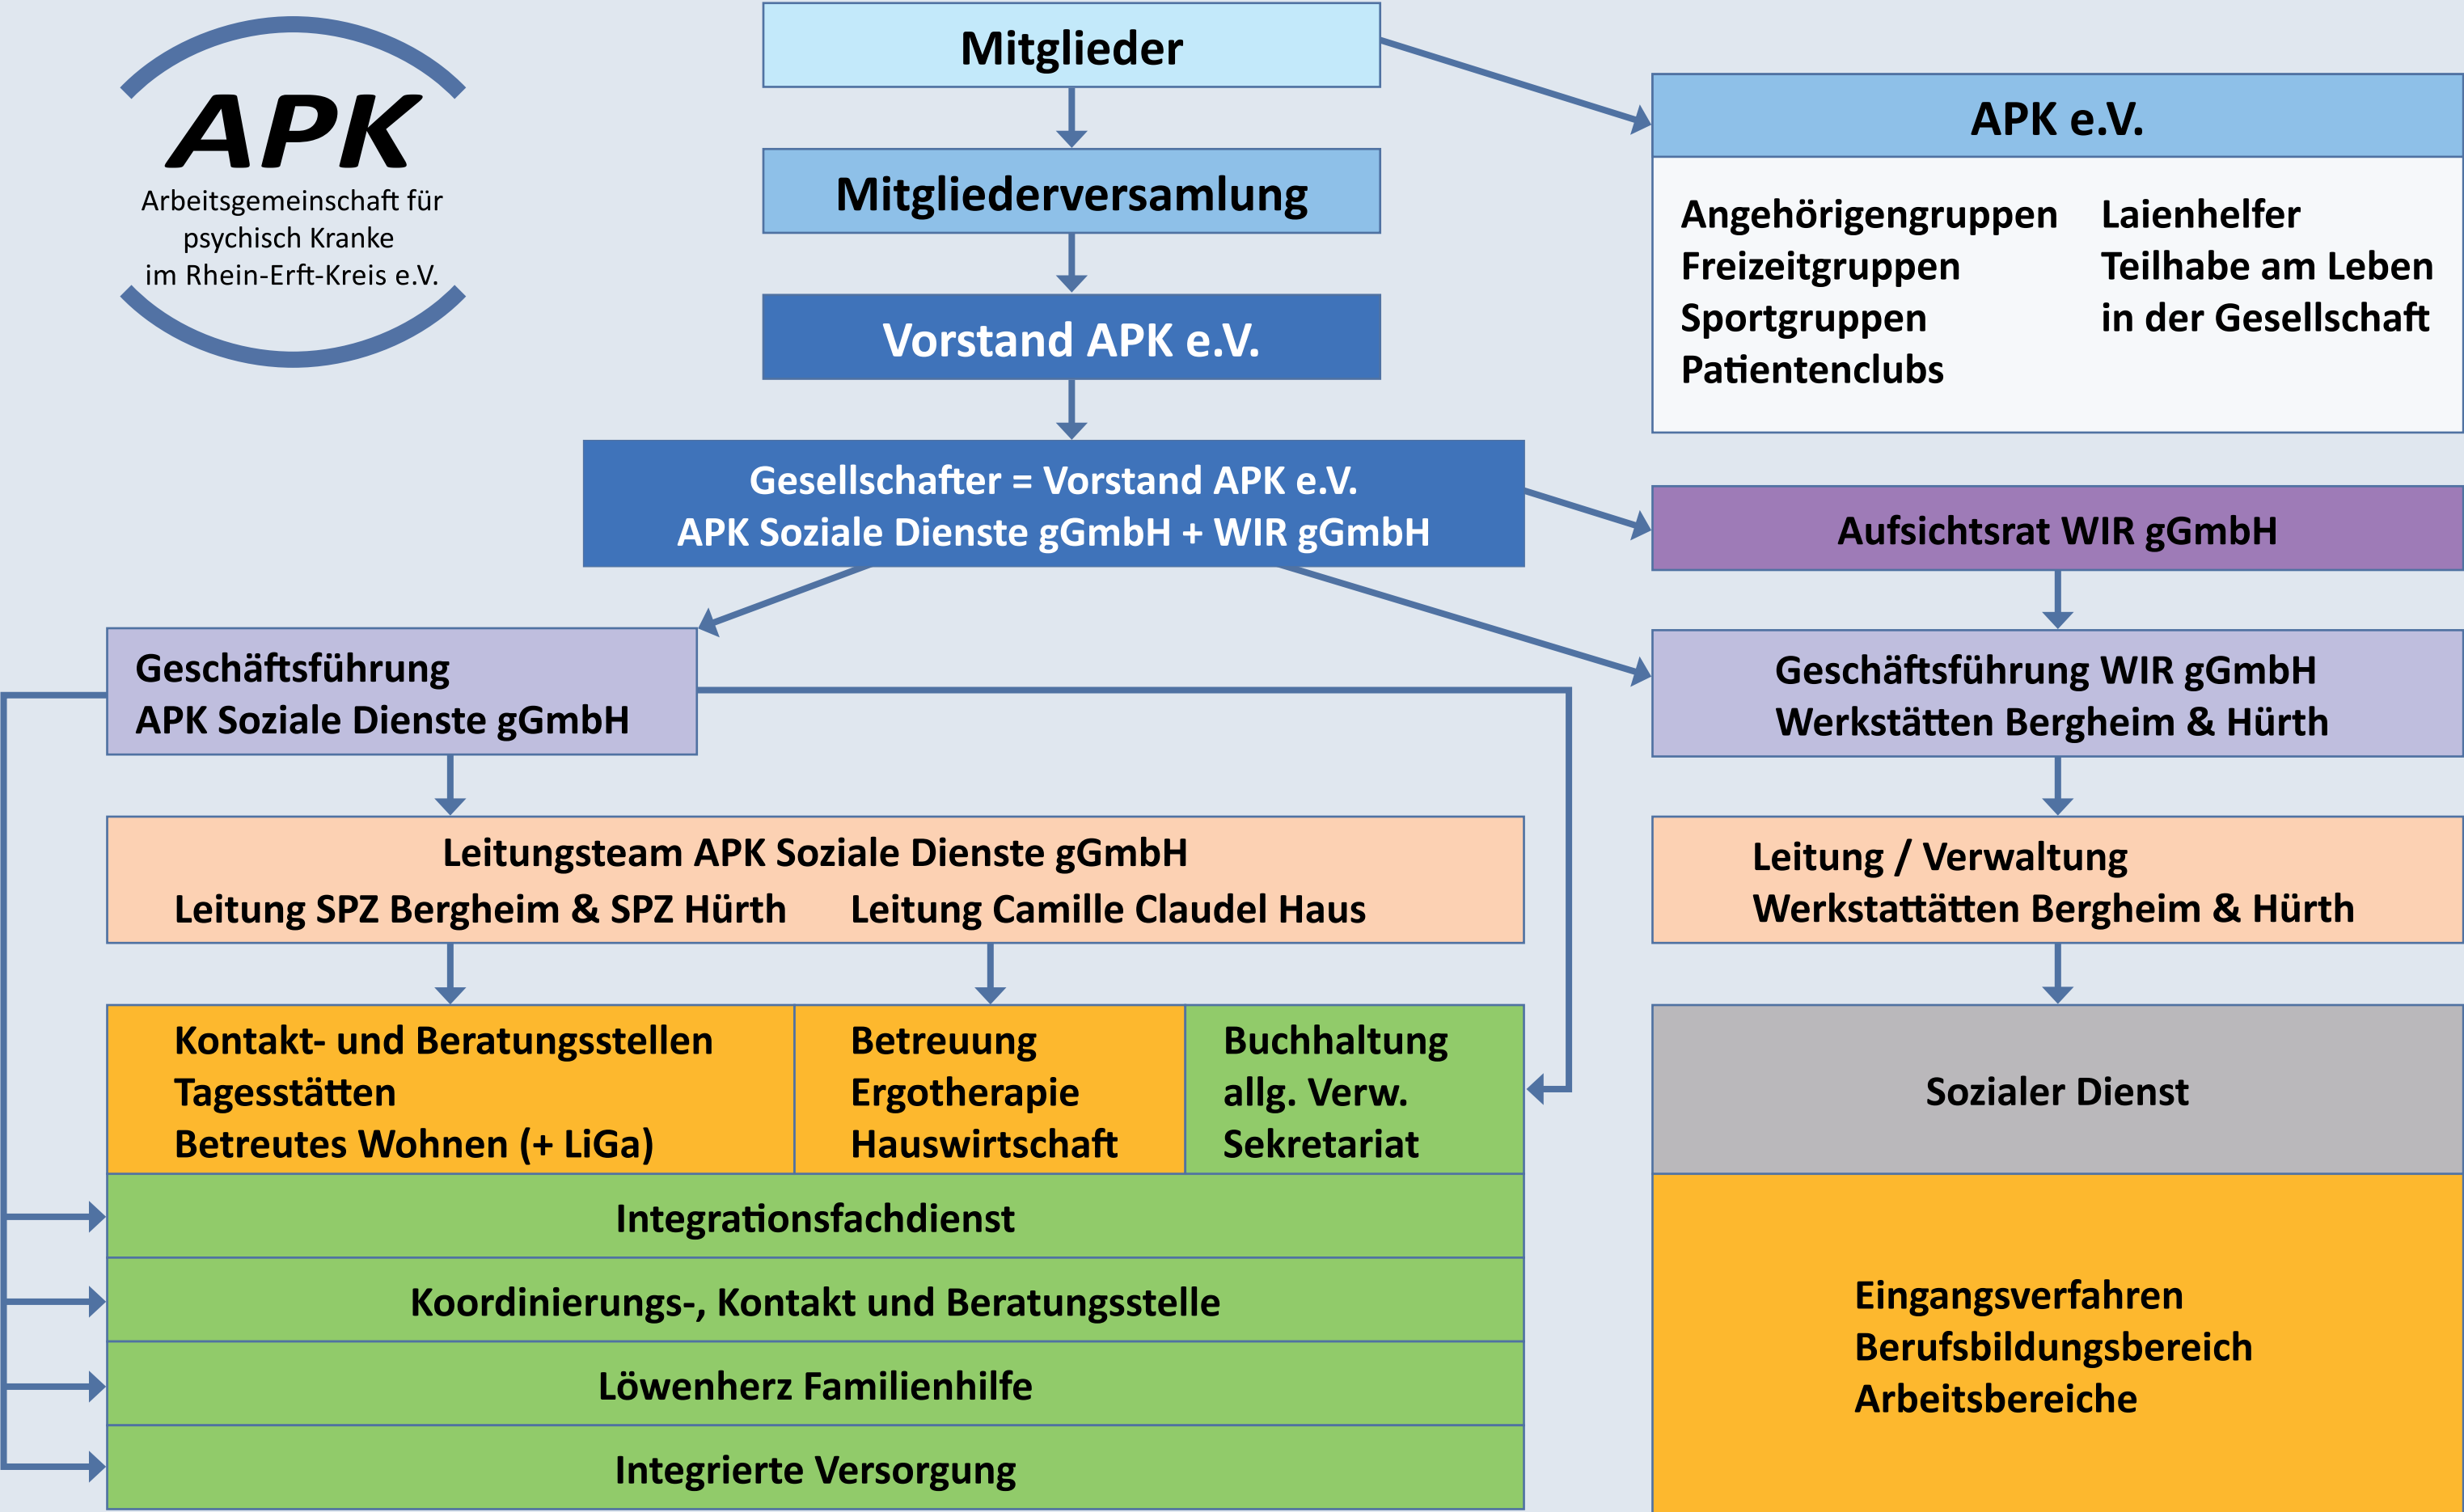 APK
Arbeitsgemeinschaft für
psychisch Kranke
im Rhein-Erft-Kreis e.V.
Mitglieder
Mitgliederversamlung
Vorstand APK e.V.
APK e.V.
Angehörigengruppen
Freizeitgruppen
Sportgruppen
Patientenclubs
Laienhelfer
Teilhabe am Leben
in der Gesellschaft
Gesellschafter = Vorstand APK e.V.
APK Soziale Dienste gGmbH + WIR gGmbH
Aufsichtsrat WIR gGmbH
Geschäftsführung
APK Soziale Dienste gGmbH
Geschäftsführung WIR gGmbH
Werkstätten Bergheim & Hürth
Leitungsteam APK Soziale Dienste gGmbH
Leitung SPZ Bergheim & SPZ Hürth
Leitung Camille Claudel Haus
Leitung / Verwaltung
Werkstattätten Bergheim & Hürth
Kontakt- und Beratungsstellen
Tagesstätten
Betreutes Wohnen (+ LiGa)
Betreuung
Ergotherapie
Hauswirtschaft
Buchhaltung
allg. Verw.
Sekretariat
Sozialer Dienst
Integrationsfachdienst
Koordinierungs-, Kontakt und Beratungsstelle
Löwenherz Familienhilfe
Integrierte Versorgung
Eingangsverfahren
Berufsbildungsbereich
Arbeitsbereiche